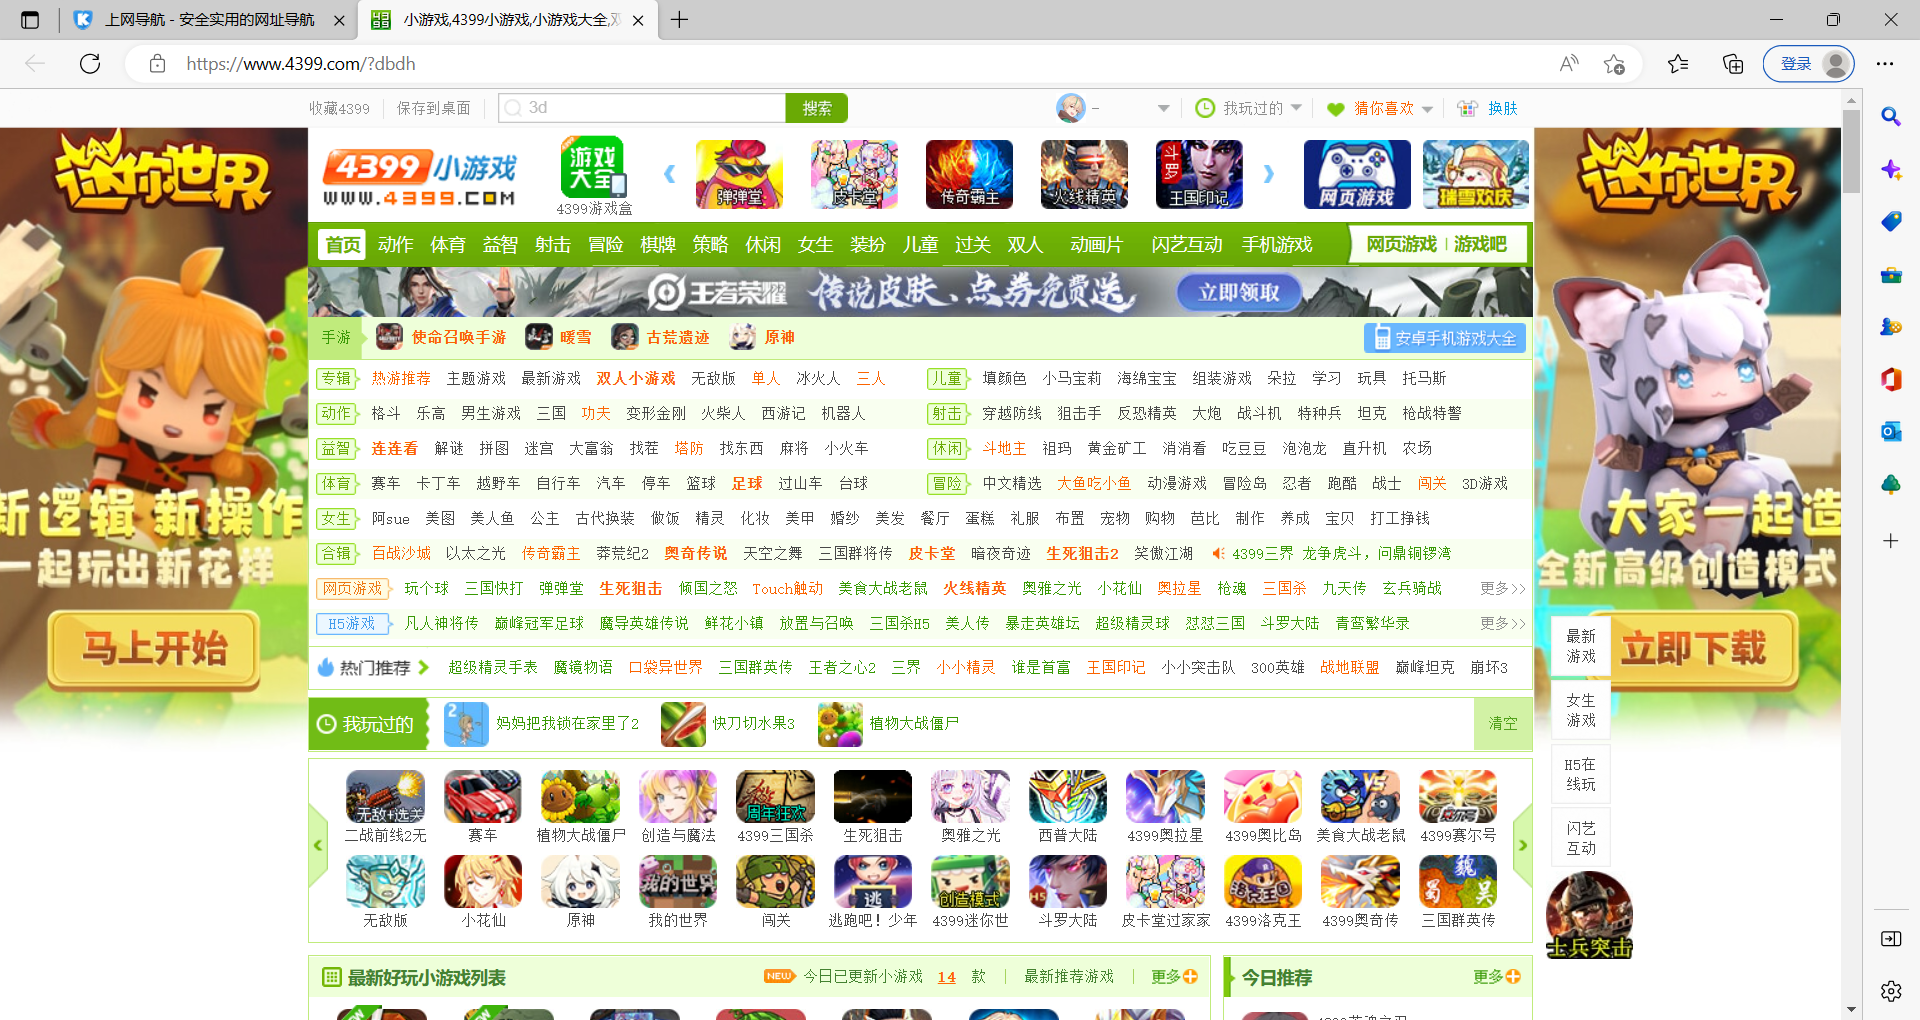 上网导航 - 安全实用的网址导航
小游戏,4399小游戏,小游戏大全,双
https://www.4399.com/?dbdh
登录
收藏4399 保存到桌面 3d 搜索 我玩过的 猜你喜欢 换肤
迷你世界
新逻辑 新操作
一起玩出新花样
马上开始
4399小游戏
www.4399.com
游戏大全
4399游戏盒
弹弹堂 皮卡堂 传奇霸主 火线精英 斗罗 王国印记 网页游戏 瑞雪欢庆
首页 动作 体育 益智 射击 冒险 棋牌 策略 休闲 女生 装扮 儿童 过关 双人 动画片 闪艺互动 手机游戏 网页游戏 游戏吧
王者荣耀 传说皮肤、点券免费送 立即领取
手游 使命召唤手游 暖雪 古荒遗迹 原神 安卓手机游戏大全
专辑 热游推荐 主题游戏 最新游戏 双人小游戏 无敌版 单人 冰火人 三人
儿童 填颜色 小马宝莉 海绵宝宝 组装游戏 朵拉 学习 玩具 托马斯
动作 格斗 乐高 男生游戏 三国 功夫 变形金刚 火柴人 西游记 机器人
射击 穿越防线 狙击手 反恐精英 大炮 战斗机 特种兵 坦克 枪战特警
益智 连连看 解谜 拼图 迷宫 大富翁 找茬 塔防 找东西 麻将 小火车
休闲 斗地主 祖玛 黄金矿工 消消看 吃豆豆 泡泡龙 直升机 农场
体育 赛车 卡丁车 越野车 自行车 汽车 停车 篮球 足球 过山车 台球
冒险 中文精选 大鱼吃小鱼 动漫游戏 冒险岛 忍者 跑酷 战士 闯关 3D游戏
女生 阿sue 美图 美人鱼 公主 古代换装 做饭 精灵 化妆 美甲 婚纱 美发 餐厅 蛋糕 礼服 布置 宠物 购物 芭比 制作 养成 宝贝 打工挣钱
合辑 百战沙城 以太之光 传奇霸主 莽荒纪2 奥奇传说 天空之舞 三国群将传 皮卡堂 暗夜奇迹 生死狙击2 笑傲江湖 4399三界 龙争虎斗，问鼎铜锣湾
网页游戏 玩个球 三国快打 弹弹堂 生死狙击 倾国之怒 Touch触动 美食大战老鼠 火线精英 奥雅之光 小花仙 奥拉星 枪魂 三国杀 九天传 玄兵骑战 更多>>
H5游戏 凡人神将传 巅峰冠军足球 魔导英雄传说 鲜花小镇 放置与召唤 三国杀H5 美人传 暴走英雄坛 超级精灵球 怼怼三国 斗罗大陆 青鸾繁华录 更多>>
热门推荐 超级精灵手表 魔镜物语 口袋异世界 三国群英传 王者之心2 三界 小小精灵 谁是首富 王国印记 小小突击队 300英雄 战地联盟 巅峰坦克 崩坏3
我玩过的 2 妈妈把我锁在家里了2 快刀切水果3 植物大战僵尸 清空
无敌+选关 周年狂欢 VS
二战前线2无 赛车 植物大战僵尸 创造与魔法 4399三国杀 生死狙击 奥雅之光 西普大陆 4399奥拉星 4399奥比岛 美食大战老鼠 4399赛尔号
我的世界 逃 创造模式 H5 洛克王国 蜀 魏 吴
无敌版 小花仙 原神 我的世界 闯关 逃跑吧！少年 4399迷你世 斗罗大陆 皮卡堂过家家 4399洛克王 4399奥奇传 三国群英传
最新好玩小游戏列表 NEW 今日已更新小游戏 14 款 最新推荐游戏 更多
今日推荐 更多
迷你世界
大家一起造
全新高级创造模式
立即下载
最新
游戏
女生
游戏
H5在
线玩
闪艺
互动
士兵突击